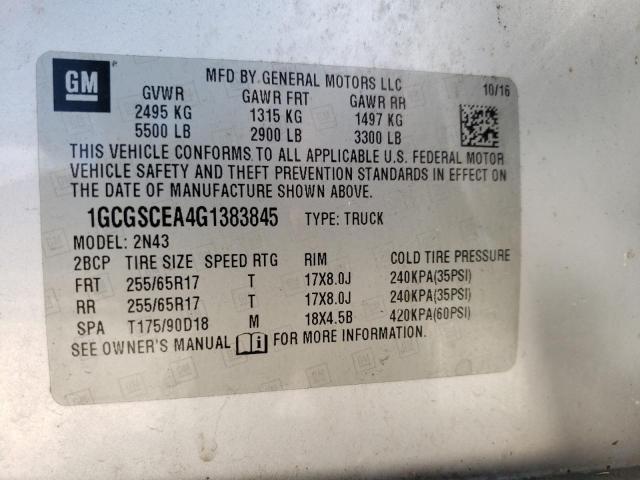 GM
MFD BY GENERAL MOTORS LLC
10/16
GVWR GAWR FRT GAWR RR
2495 KG 1315 KG 1497 KG
5500 LB 2900 LB 3300 LB
THIS VEHICLE CONFORMS TO ALL APPLICABLE U.S. FEDERAL MOTOR
VEHICLE SAFETY AND THEFT PREVENTION STANDARDS IN EFFECT ON
THE DATE OF MANUFACTURE SHOWN ABOVE.
1GCGSCEA4G1383845 TYPE: TRUCK
MODEL: 2N43
2BCP TIRE SIZE SPEED RTG RIM COLD TIRE PRESSURE
FRT 255/65R17 T 17X8.0J 240KPA(35PSI)
RR 255/65R17 T 17X8.0J 240KPA(35PSI)
SPA T175/90D18 M 18X4.5B 420KPA(60PSI)
SEE OWNER'S MANUAL i FOR MORE INFORMATION.